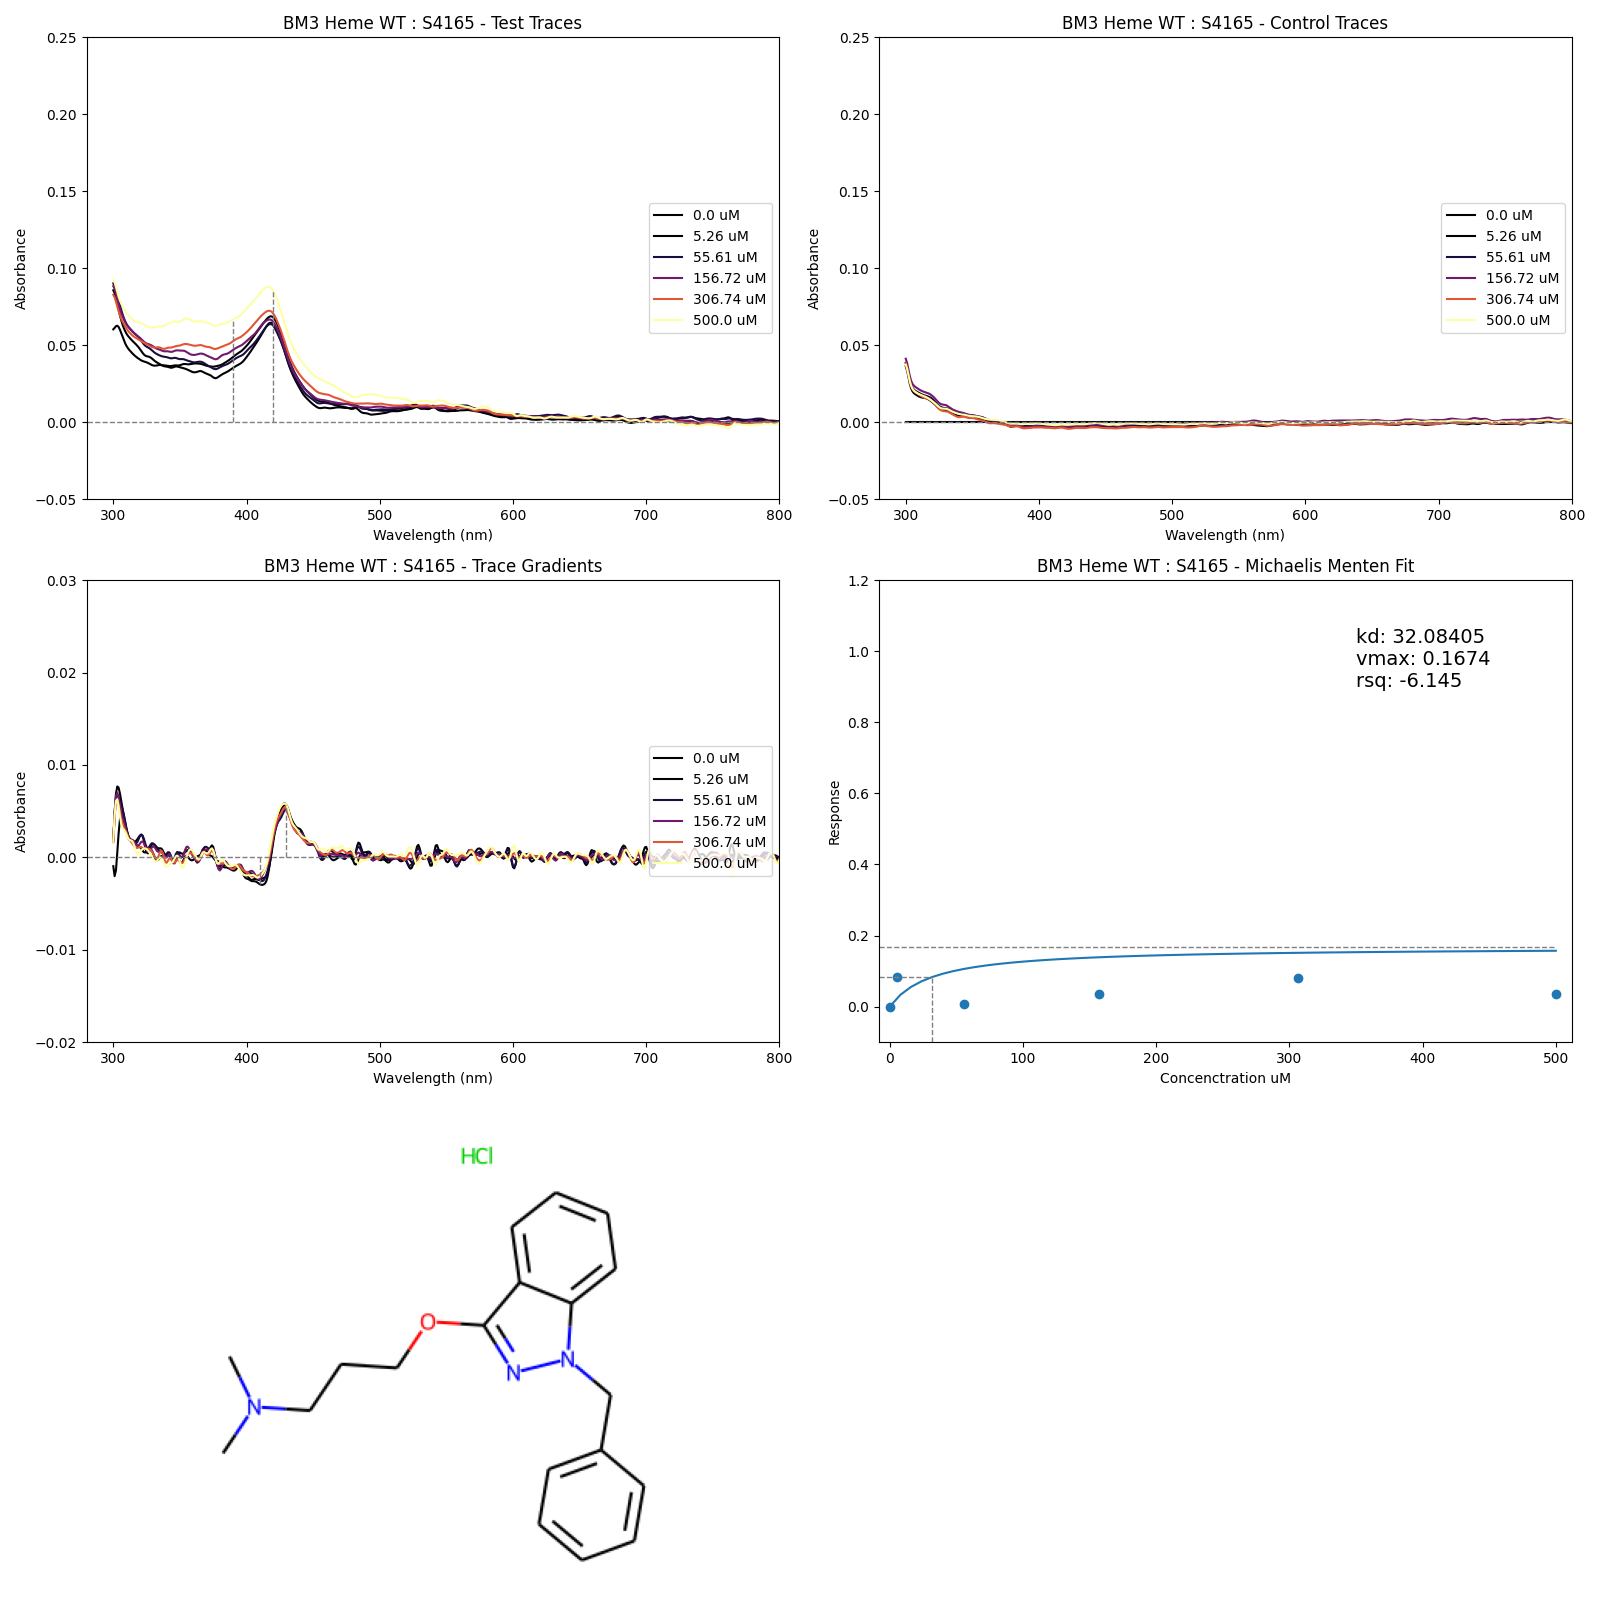 BM3 Heme WT : S4165 - Test Traces
Absorbance
0.25
0.20
0.15
0.10
0.05
0.00
−0.05
0.0 uM
5.26 uM
55.61 uM
156.72 uM
306.74 uM
500.0 uM
300 400 500 600 700 800
Wavelength (nm)
BM3 Heme WT : S4165 - Control Traces
Absorbance
0.25
0.20
0.15
0.10
0.05
0.00
−0.05
0.0 uM
5.26 uM
55.61 uM
156.72 uM
306.74 uM
500.0 uM
300 400 500 600 700 800
Wavelength (nm)
BM3 Heme WT : S4165 - Trace Gradients
Absorbance
0.03
0.02
0.01
0.00
−0.01
−0.02
0.0 uM
5.26 uM
55.61 uM
156.72 uM
306.74 uM
500.0 uM
300 400 500 600 700 800
Wavelength (nm)
BM3 Heme WT : S4165 - Michaelis Menten Fit
Response
1.2
1.0
0.8
0.6
0.4
0.2
0.0
kd: 32.08405
vmax: 0.1674
rsq: -6.145
0 100 200 300 400 500
Concenctration uM
HCl
O
N
N
N